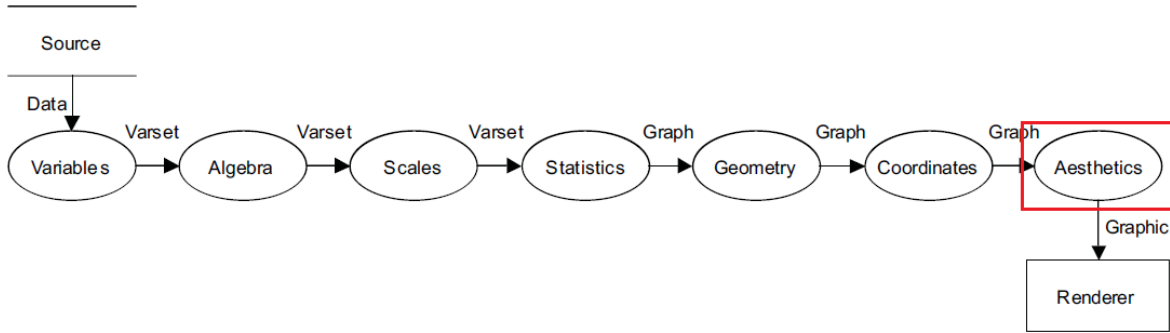 Source
Data
Varset
Varset
Varset
Graph
Graph
Graph
Variables
Algebra
Scales
Statistics
Geometry
Coordinates
Aesthetics
Graphic
Renderer